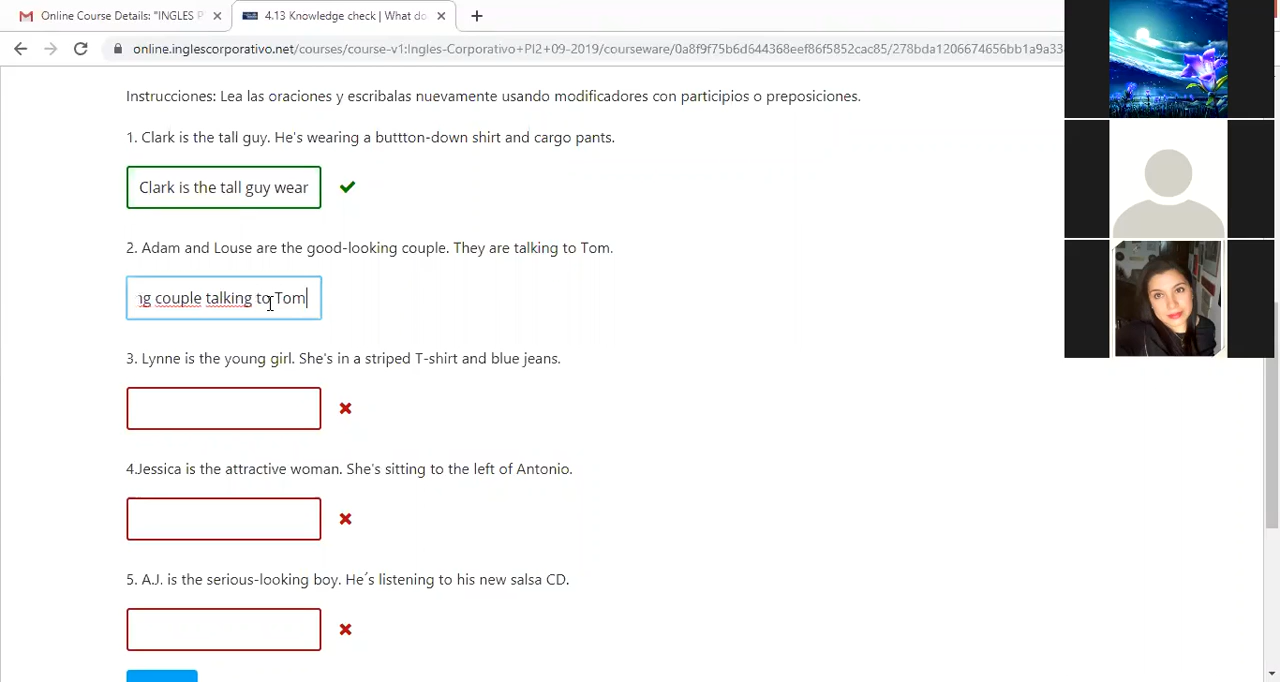 Online Course Details: "INGLES P
4.13 Knowledge check | What do
online.inglescorporativo.net/courses/course-v1:Ingles-Corporativo+PI2+09-2019/courseware/0a8f9f75b6d644368eef86f5852cac85/278bda1206674656bb1a9a33
Instrucciones: Lea las oraciones y escribalas nuevamente usando modificadores con participios o preposiciones.
1. Clark is the tall guy. He's wearing a buttton-down shirt and cargo pants.
Clark is the tall guy wear
2. Adam and Louse are the good-looking couple. They are talking to Tom.
ng couple talking to Tom
3. Lynne is the young girl. She's in a striped T-shirt and blue jeans.
4.Jessica is the attractive woman. She's sitting to the left of Antonio.
5. A.J. is the serious-looking boy. He´s listening to his new salsa CD.